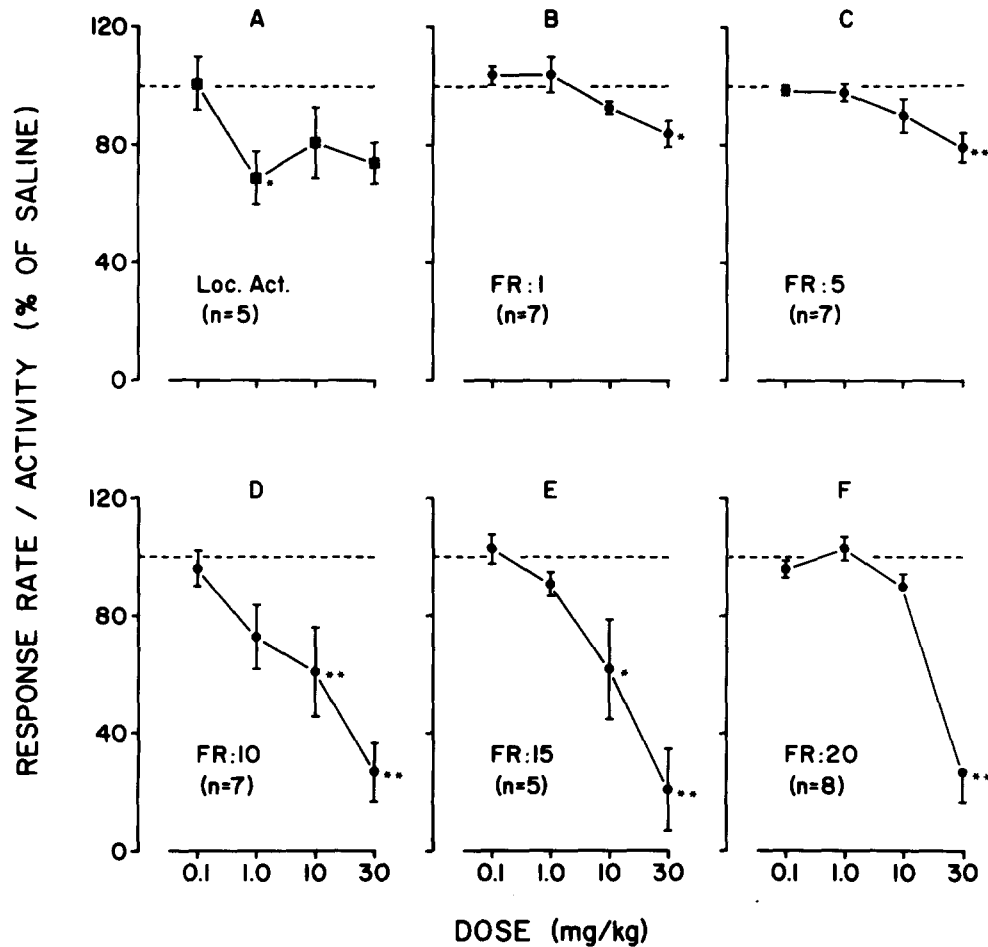 RESPONSE RATE / ACTIVITY (% OF SALINE)
A
120
80
40
0
*
Loc. Act.
(n=5)
B
*
FR:1
(n=7)
C
**
FR:5
(n=7)
D
120
80
40
0
**
**
FR:10
(n=7)
0.1 1.0 10 30
E
*
**
FR:15
(n=5)
0.1 1.0 10 30
F
**
FR:20
(n=8)
0.1 1.0 10 30
DOSE (mg/kg)